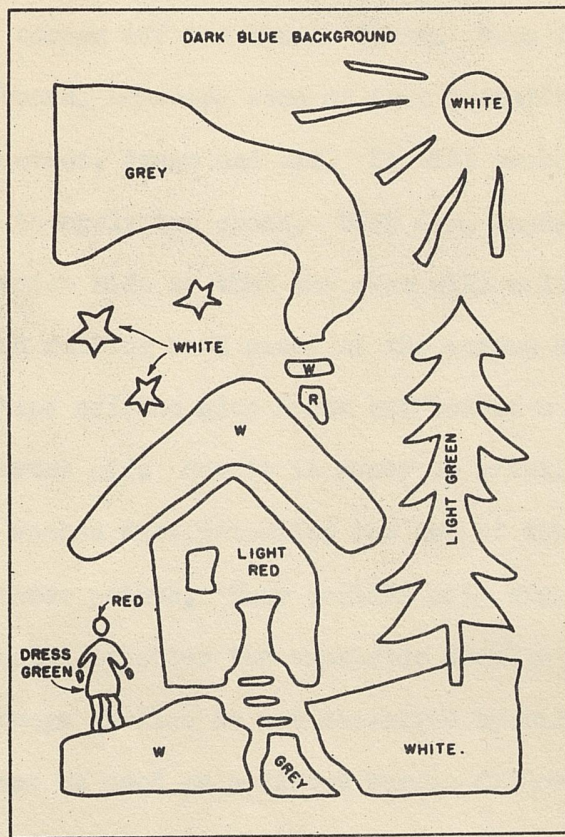 DARK BLUE BACKGROUND
WHITE
GREY
WHITE
W
R
W
LIGHT GREEN
LIGHT
RED
RED
DRESS
GREEN
W
GREY
WHITE.